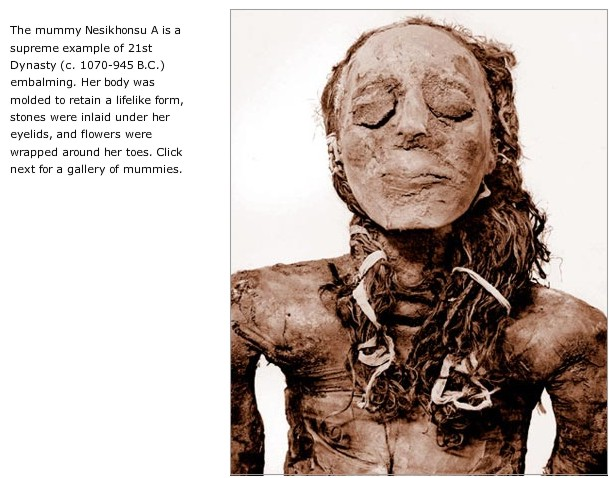 The mummy Nesikhonsu A is a
supreme example of 21st
Dynasty (c. 1070-945 B.C.)
embalming. Her body was
molded to retain a lifelike form,
stones were inlaid under her
eyelids, and flowers were
wrapped around her toes. Click
next for a gallery of mummies.